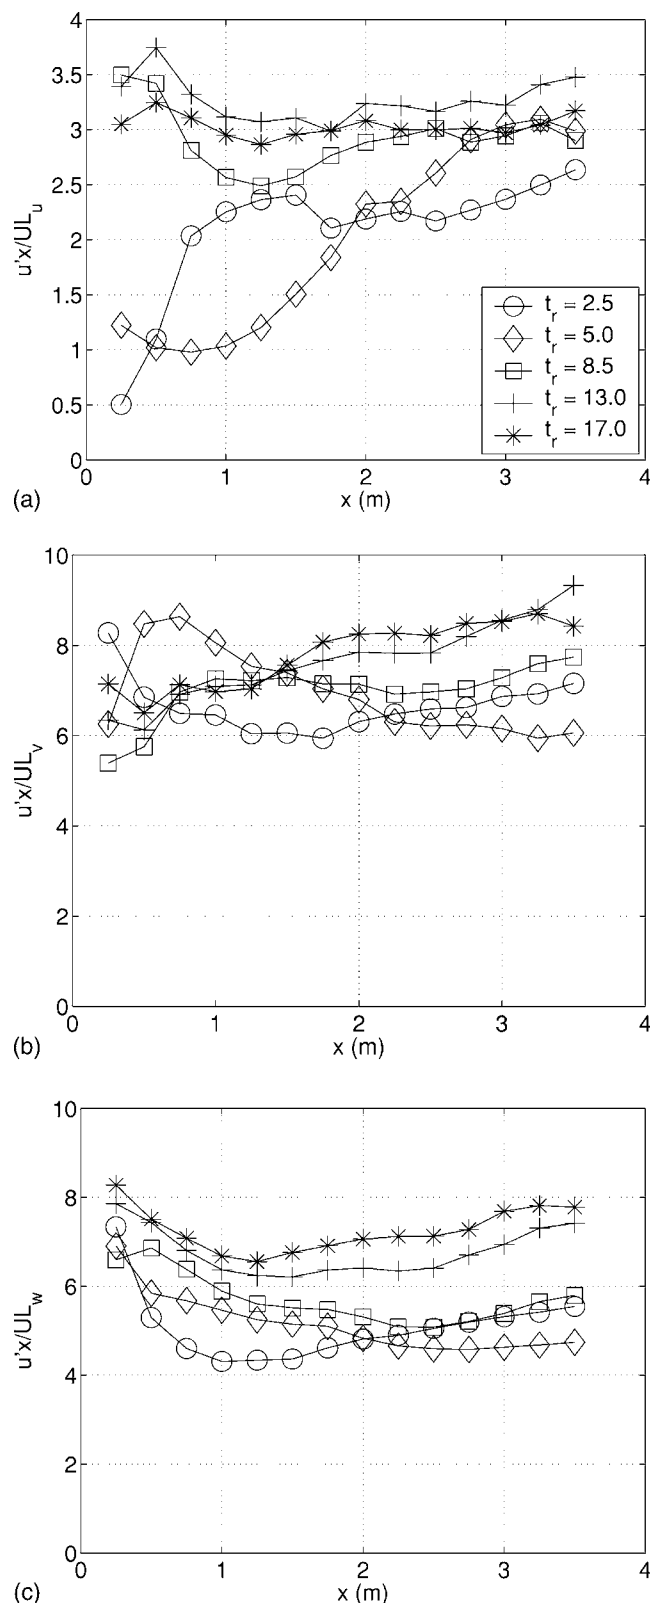 4
3.5
3
2.5
2
1.5
1
0.5
0
u'x/UL_u
t_r = 2.5
t_r = 5.0
t_r = 8.5
t_r = 13.0
t_r = 17.0
0 1 2 3 4
(a) x (m)
10
8
6
4
2
0
u'x/UL_v
0 1 2 3 4
(b) x (m)
10
8
6
4
2
0
u'x/UL_w
0 1 2 3 4
(c) x (m)